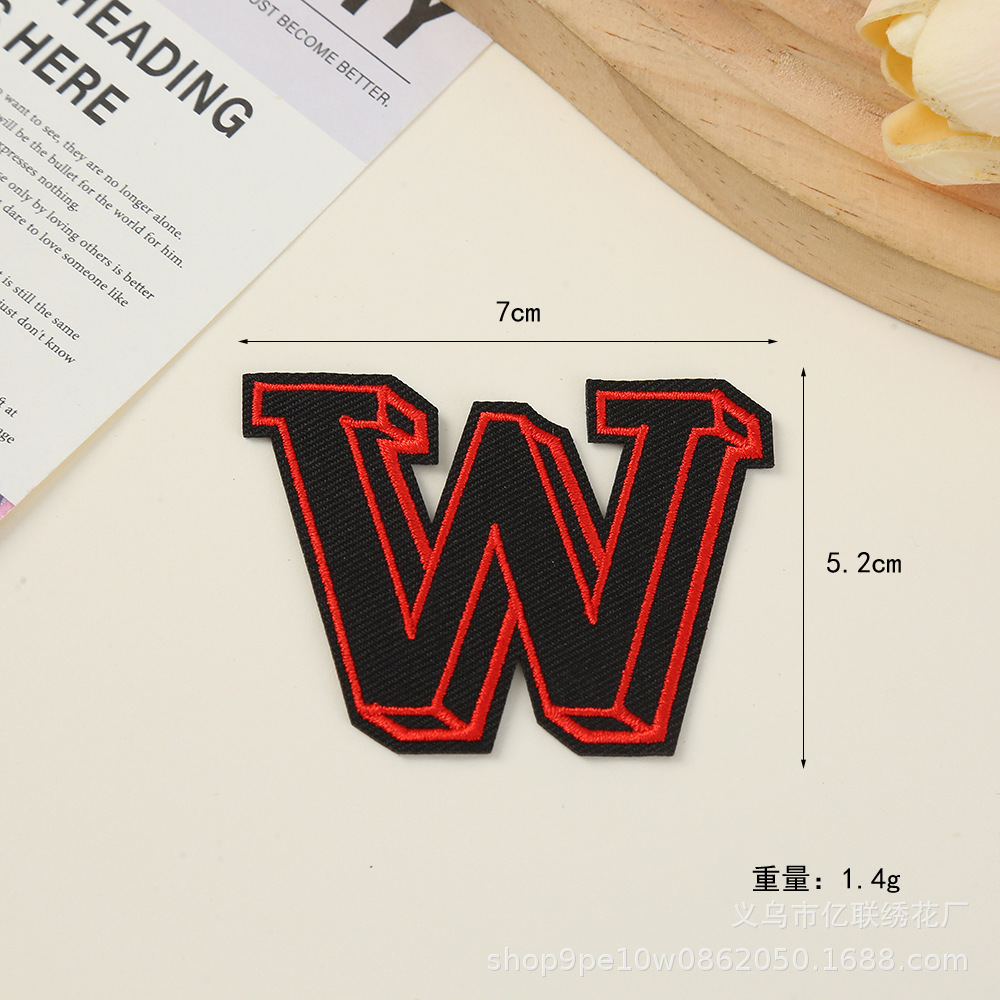 HEADING
HERE
UST BECOME BETTER.
want to see, they are no longer alone.
will be the bullet for the world for him.
expresses nothing.
only by loving others is better
dare to love someone like
t is still the same
just don't know
at
7cm
W
5.2cm
重量：1.4g
义乌市亿联绣花厂
shop9pe10w0862050.1688.com